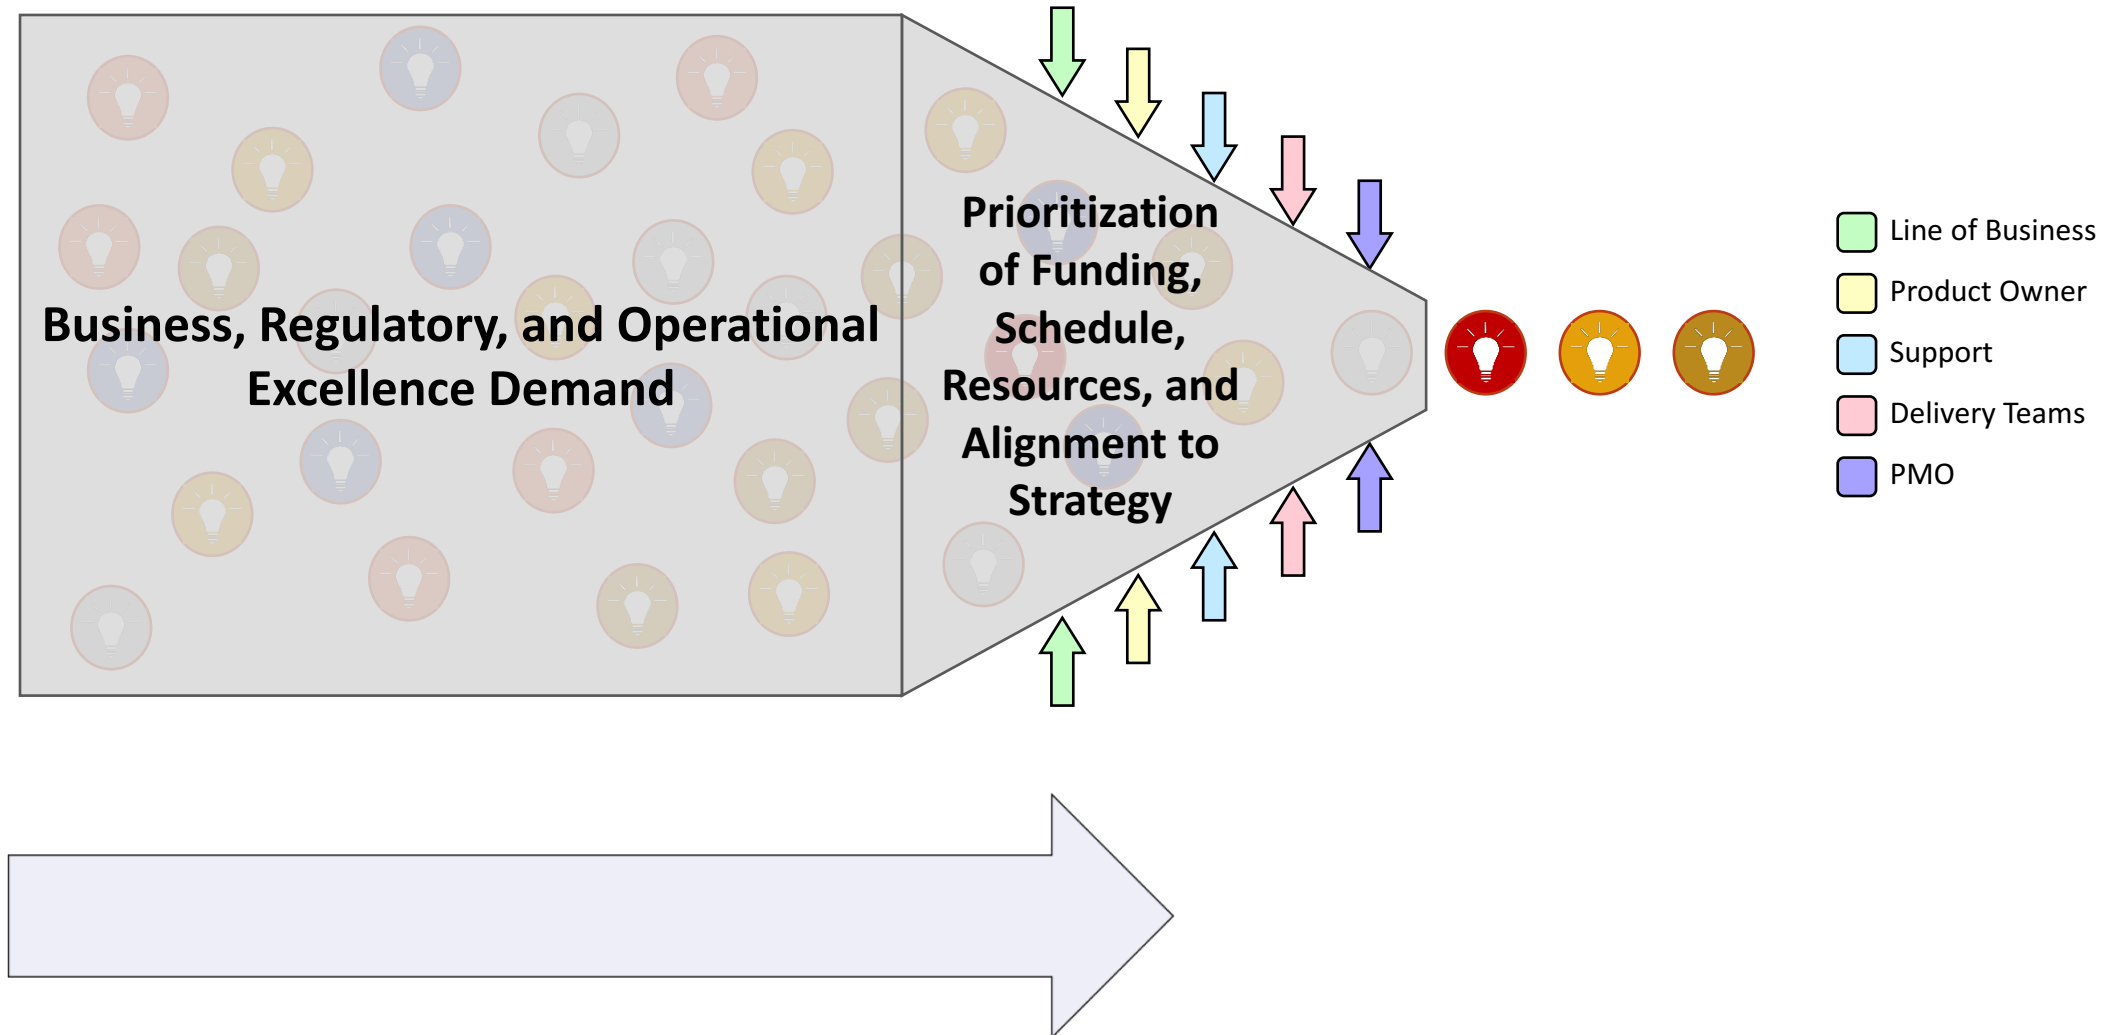 Business, Regulatory, and Operational
Excellence Demand
Prioritization
of Funding,
Schedule,
Resources, and
Alignment to
Strategy
Line of Business
Product Owner
Support
Delivery Teams
PMO